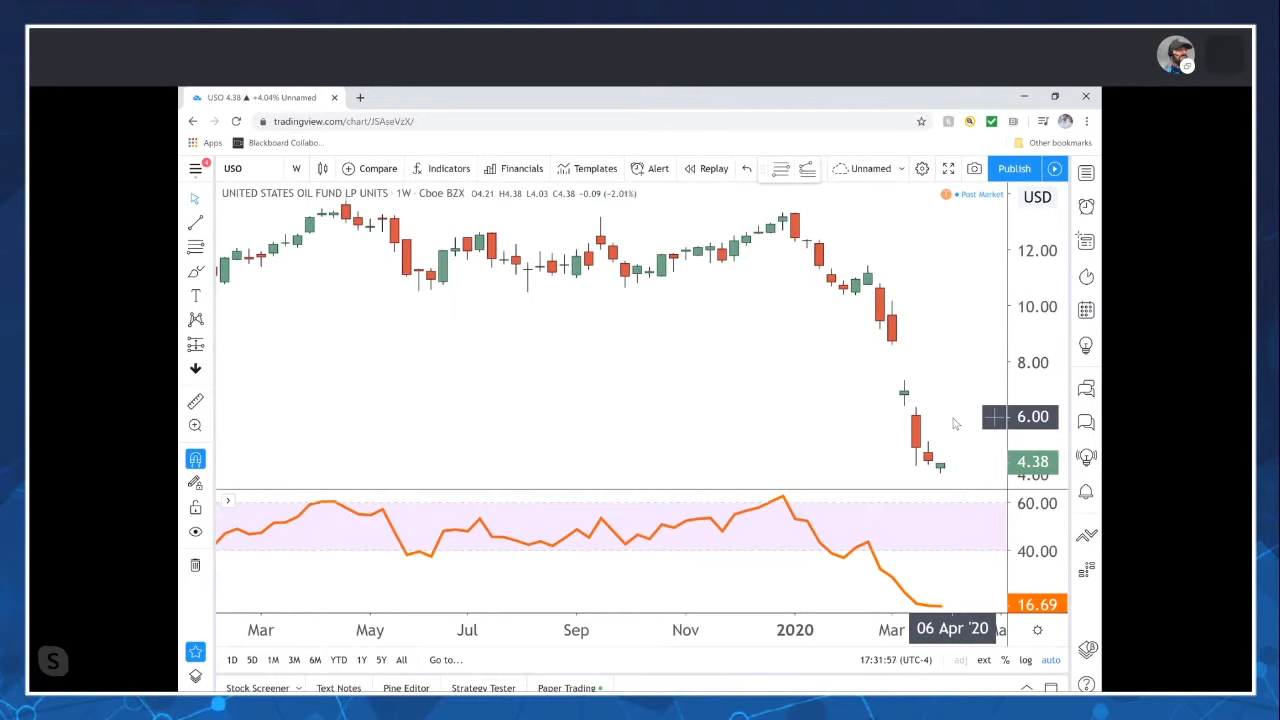 USO 4.38 ▲ +4.04% Unnamed
tradingview.com/chart/JSAseVzX/
Apps Blackboard Collabo... Other bookmarks
4
USO W Compare Indicators Financials Templates Alert Replay Unnamed Publish
UNITED STATES OIL FUND LP UNITS · 1W · Cboe BZX O4.21 H4.38 L4.03 C4.38 -0.09 (-2.01%)
Post Market
USD
12.00
10.00
8.00
6.00
4.38
4.00
60.00
40.00
16.69
Mar May Jul Sep Nov 2020 Mar 06 Apr '20
1D 5D 1M 3M 6M YTD 1Y 5Y All Go to... 17:31:57 (UTC-4) adj ext % log auto
Stock Screener Text Notes Pine Editor Strategy Tester Paper Trading
S